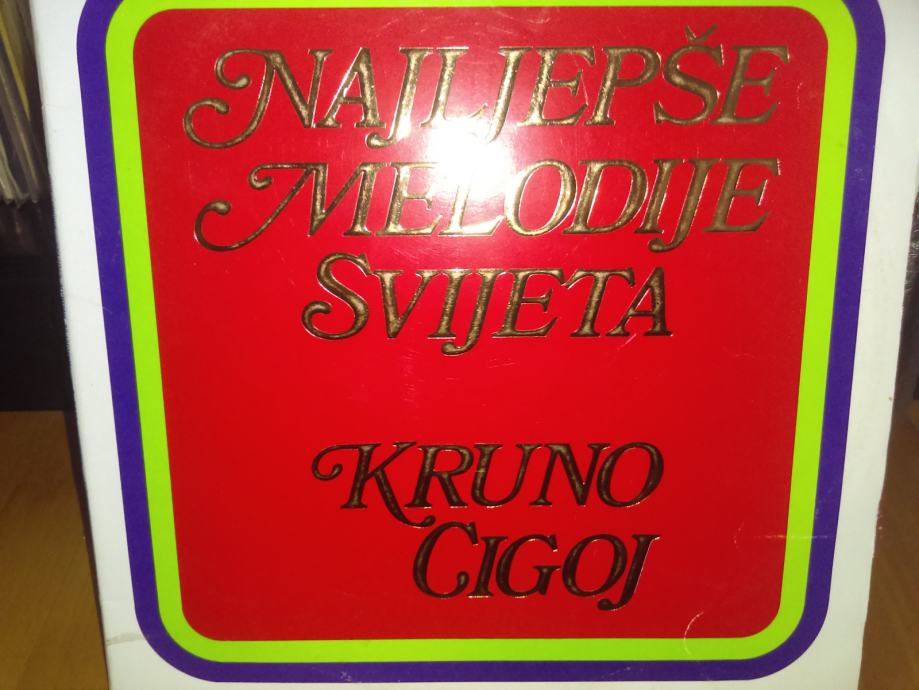 NAJLJEPŠE
MELODIJE
SVIJETA
KRUNO
CIGOJ